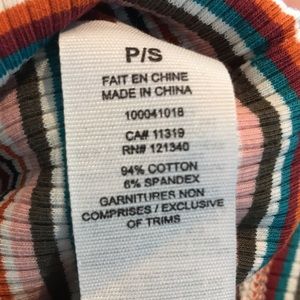 P/S
FAIT EN CHINE
MADE IN CHINA
100041018
CA# 11319
RN# 121340
94% COTTON
6% SPANDEX
GARNITURES NON
COMPRISES / EXCLUSIVE
OF TRIMS